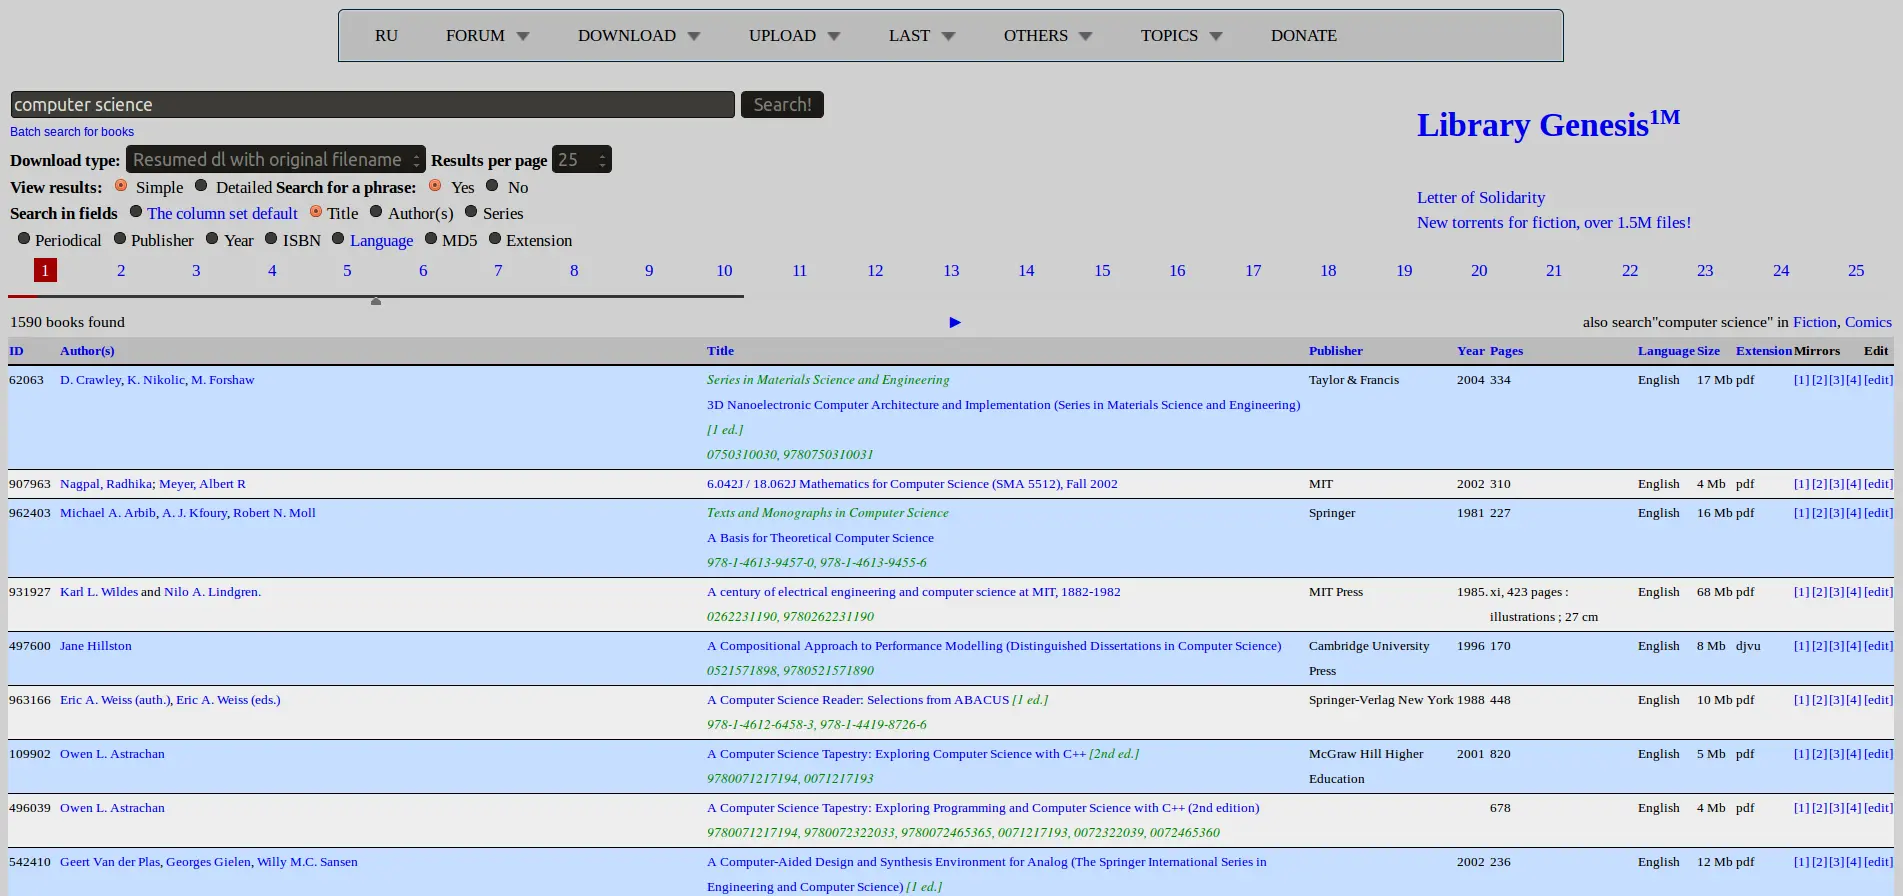 RU FORUM DOWNLOAD UPLOAD LAST OTHERS TOPICS DONATE
computer science Search!
Batch search for books
Library Genesis1M
Download type: Resumed dl with original filename Results per page 25
View results: Simple Detailed Search for a phrase: Yes No
Letter of Solidarity
Search in fields The column set default Title Author(s) Series
New torrents for fiction, over 1.5M files!
Periodical Publisher Year ISBN Language MD5 Extension
1 2 3 4 5 6 7 8 9 10 11 12 13 14 15 16 17 18 19 20 21 22 23 24 25
1590 books found ► also search"computer science" in Fiction, Comics
ID Author(s) Title Publisher Year Pages Language Size Extension Mirrors Edit
62063 D. Crawley, K. Nikolic, M. Forshaw Series in Materials Science and Engineering Taylor & Francis 2004 334 English 17 Mb pdf [1] [2] [3] [4] [edit]
3D Nanoelectronic Computer Architecture and Implementation (Series in Materials Science and Engineering)
[1 ed.]
0750310030, 9780750310031
907963 Nagpal, Radhika; Meyer, Albert R 6.042J / 18.062J Mathematics for Computer Science (SMA 5512), Fall 2002 MIT 2002 310 English 4 Mb pdf [1] [2] [3] [4] [edit]
962403 Michael A. Arbib, A. J. Kfoury, Robert N. Moll Texts and Monographs in Computer Science Springer 1981 227 English 16 Mb pdf [1] [2] [3] [4] [edit]
A Basis for Theoretical Computer Science
978-1-4613-9457-0, 978-1-4613-9455-6
931927 Karl L. Wildes and Nilo A. Lindgren. A century of electrical engineering and computer science at MIT, 1882-1982 MIT Press 1985. xi, 423 pages : English 68 Mb pdf [1] [2] [3] [4] [edit]
0262231190, 9780262231190 illustrations ; 27 cm
497600 Jane Hillston A Compositional Approach to Performance Modelling (Distinguished Dissertations in Computer Science) Cambridge University 1996 170 English 8 Mb djvu [1] [2] [3] [4] [edit]
0521571898, 9780521571890 Press
963166 Eric A. Weiss (auth.), Eric A. Weiss (eds.) A Computer Science Reader: Selections from ABACUS [1 ed.] Springer-Verlag New York 1988 448 English 10 Mb pdf [1] [2] [3] [4] [edit]
978-1-4612-6458-3, 978-1-4419-8726-6
109902 Owen L. Astrachan A Computer Science Tapestry: Exploring Computer Science with C++ [2nd ed.] McGraw Hill Higher 2001 820 English 5 Mb pdf [1] [2] [3] [4] [edit]
9780071217194, 0071217193 Education
496039 Owen L. Astrachan A Computer Science Tapestry: Exploring Programming and Computer Science with C++ (2nd edition) 678 English 4 Mb pdf [1] [2] [3] [4] [edit]
9780071217194, 9780072322033, 9780072465365, 0071217193, 0072322039, 0072465360
542410 Geert Van der Plas, Georges Gielen, Willy M.C. Sansen A Computer-Aided Design and Synthesis Environment for Analog (The Springer International Series in 2002 236 English 12 Mb pdf [1] [2] [3] [4] [edit]
Engineering and Computer Science) [1 ed.]